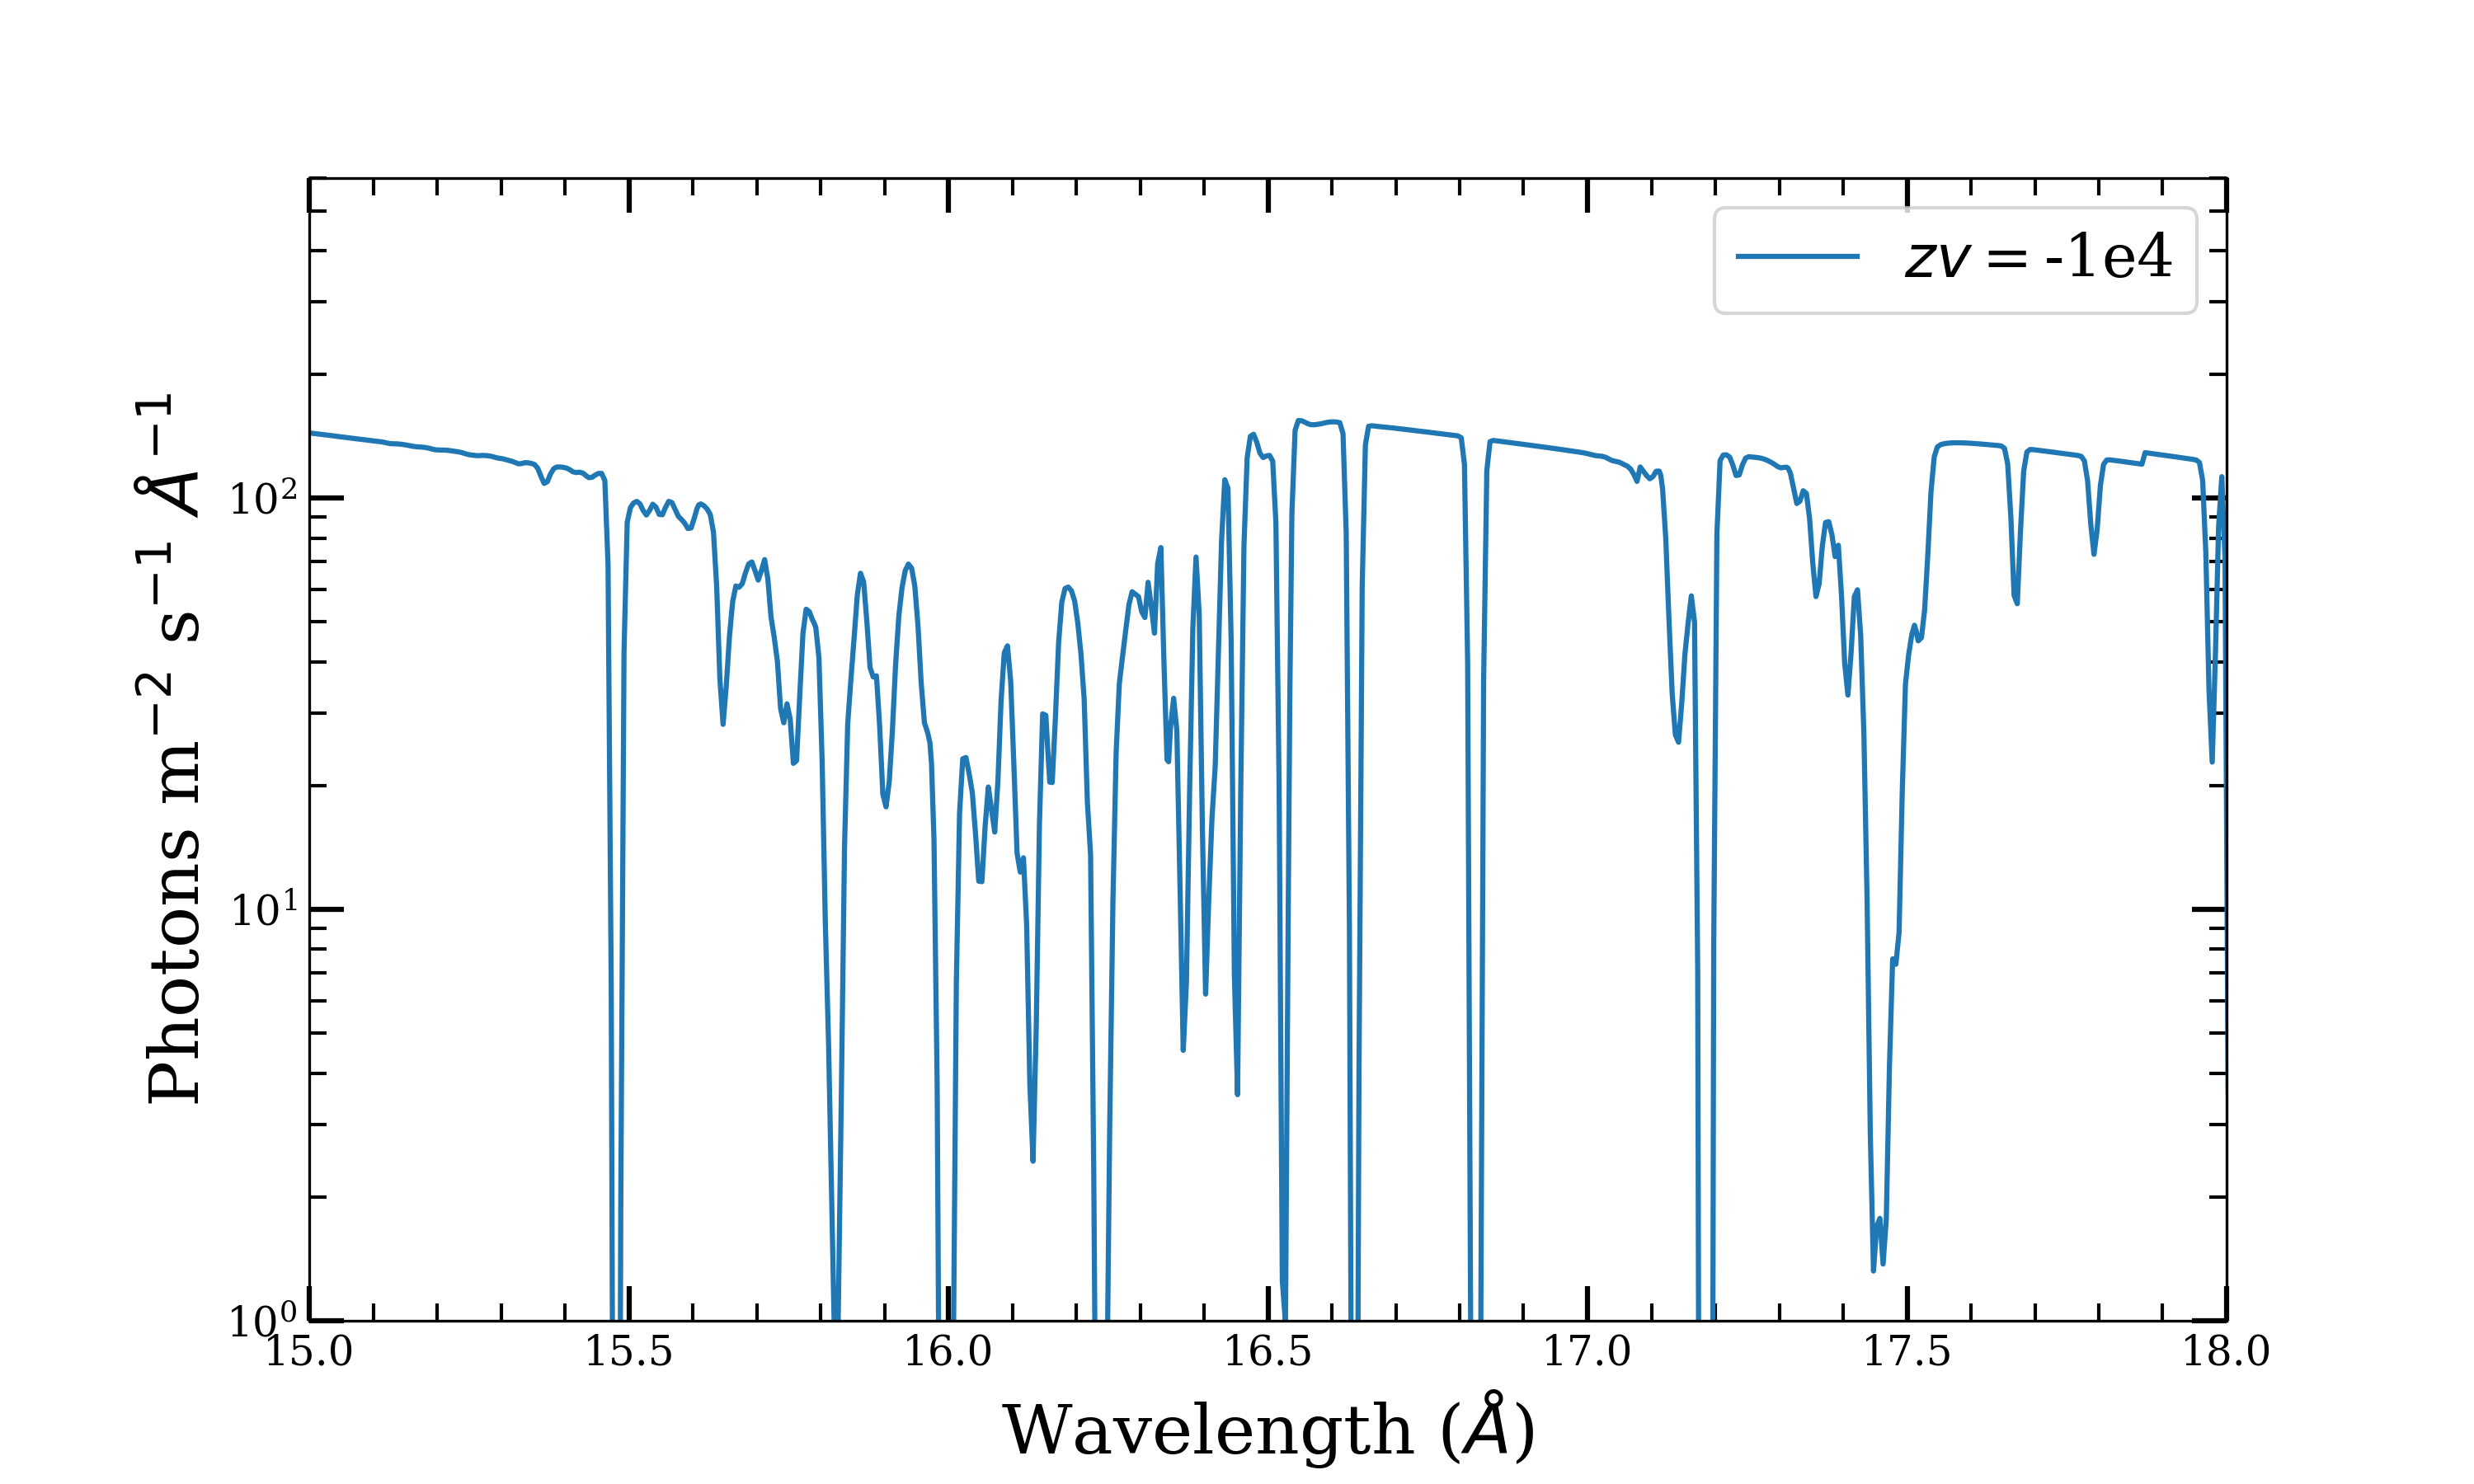 zv = -1e4
Photons m⁻² s⁻¹ Å⁻¹
10²
10¹
10⁰
15.0 15.5 16.0 16.5 17.0 17.5 18.0
Wavelength (Å)